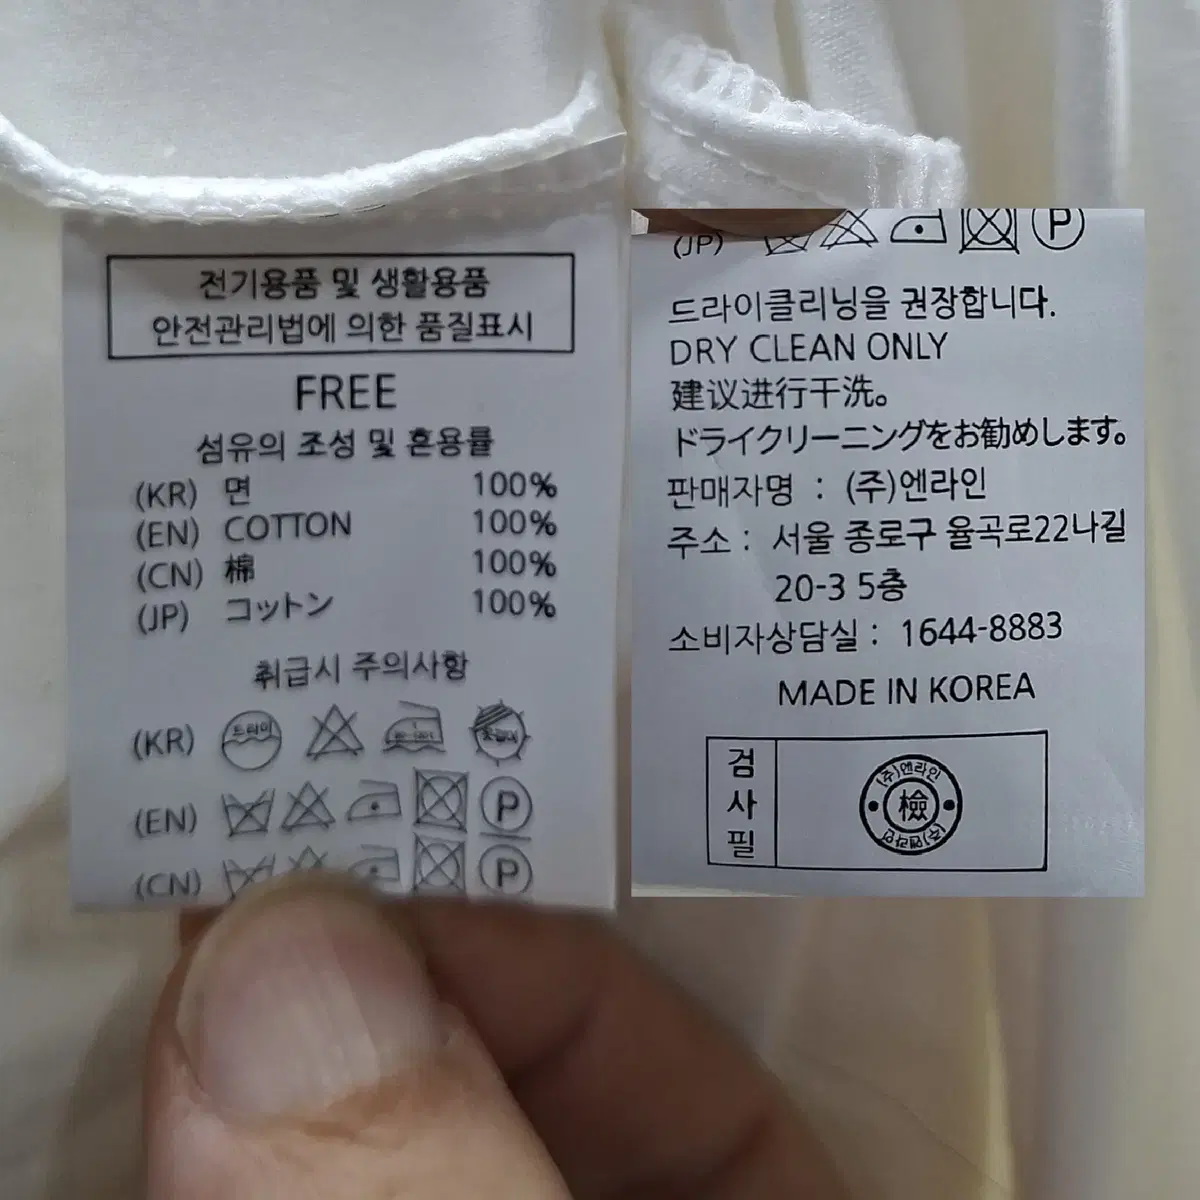 전기용품 및 생활용품
안전관리법에 의한 품질표시
FREE
섬유의 조성 및 혼용률
(KR) 면 100%
(EN) COTTON 100%
(CN) 棉 100%
(JP) コットン 100%
취급시 주의사항
(KR) 드라이
(EN) P
(CN) P
(JP) P
드라이클리닝을 권장합니다.
DRY CLEAN ONLY
建议进行干洗。
ドライクリーニングをお勧めします。
판매자명 : (주)엔라인
주소 : 서울 종로구 율곡로22나길
20-3 5층
소비자상담실 : 1644-8883
MADE IN KOREA
검사필
(주)엔라인
檢
(주)엔라인